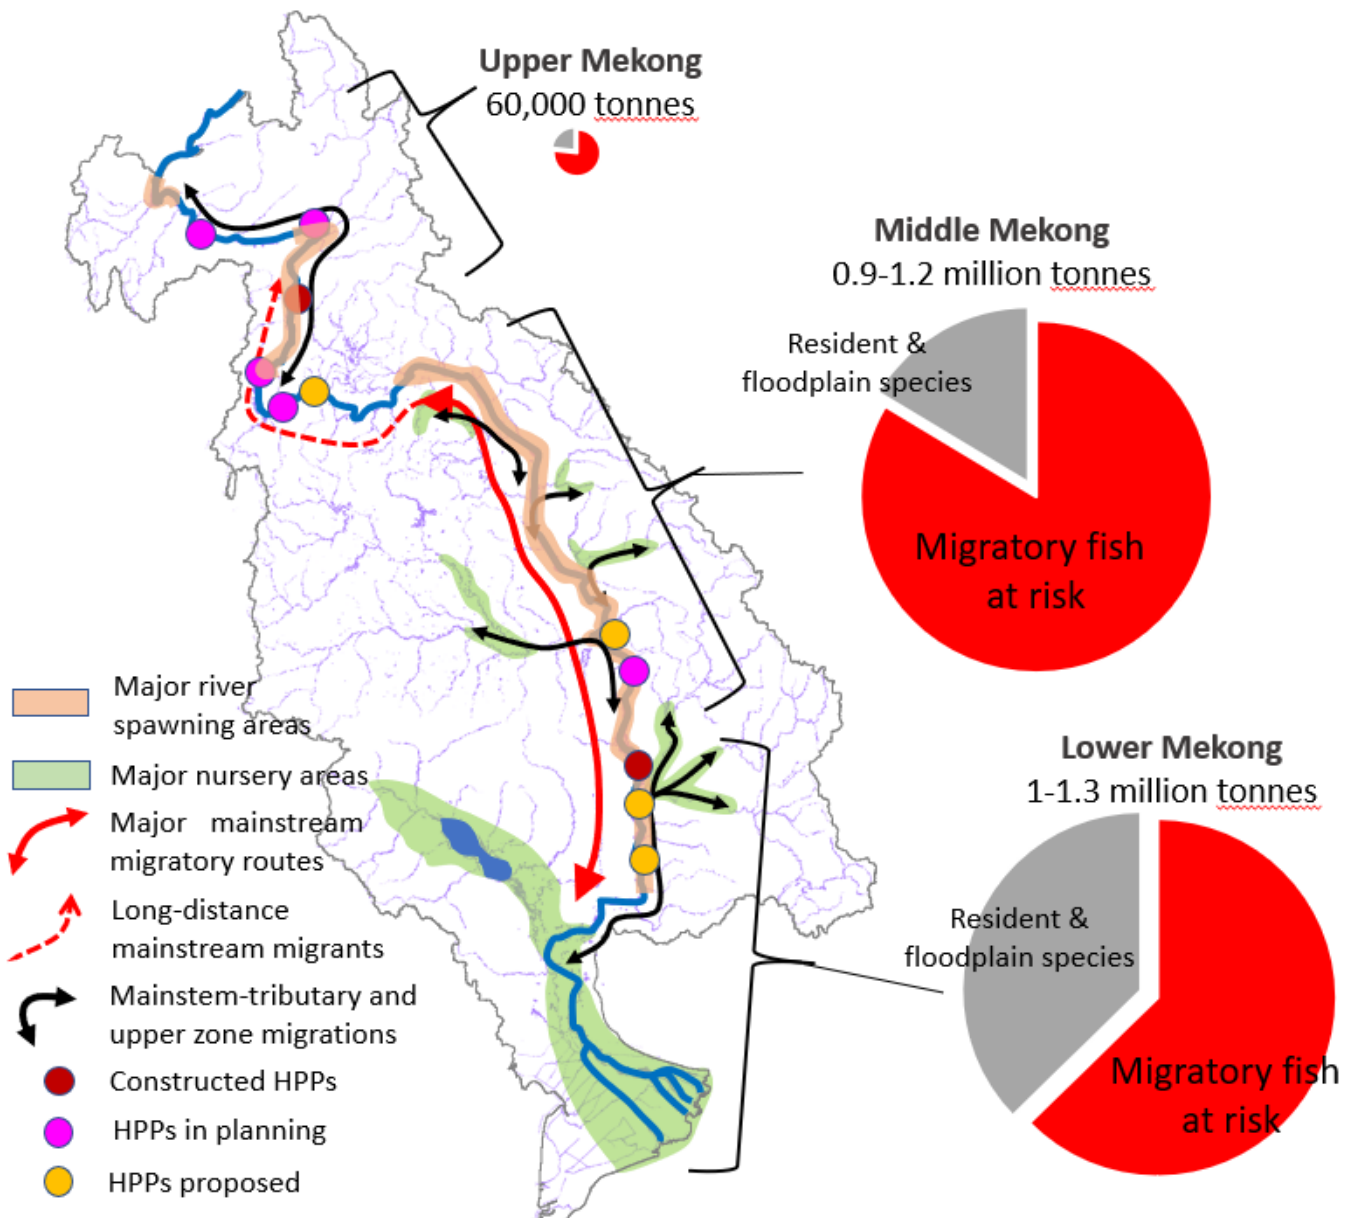 Upper Mekong
60,000 tonnes
Middle Mekong
0.9-1.2 million tonnes
Resident &
floodplain species
Migratory fish
at risk
Lower Mekong
1-1.3 million tonnes
Resident &
floodplain species
Migratory fish
at risk
Major river
spawning areas
Major nursery areas
Major mainstream
migratory routes
Long-distance
mainstream migrants
Mainstem-tributary and
upper zone migrations
Constructed HPPs
HPPs in planning
HPPs proposed